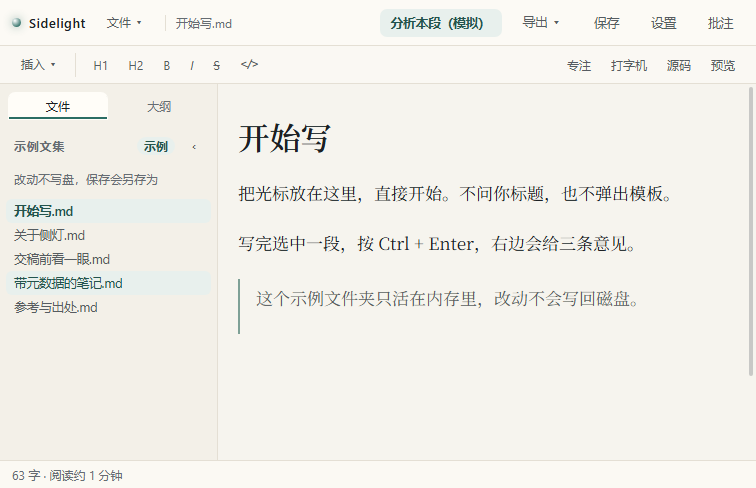 Sidelight 文件 开始写.md 分析本段（模拟） 导出 保存 设置 批注
插入 H1 H2 B I S </> 专注 打字机 源码 预览
文件 大纲
示例文集 示例 ‹
改动不写盘，保存会另存为
开始写.md
关于侧灯.md
交稿前看一眼.md
带元数据的笔记.md
参考与出处.md
开始写
把光标放在这里，直接开始。不问你标题，也不弹出模板。
写完选中一段，按 Ctrl + Enter，右边会给三条意见。
这个示例文件夹只活在内存里，改动不会写回磁盘。
63 字 · 阅读约 1 分钟